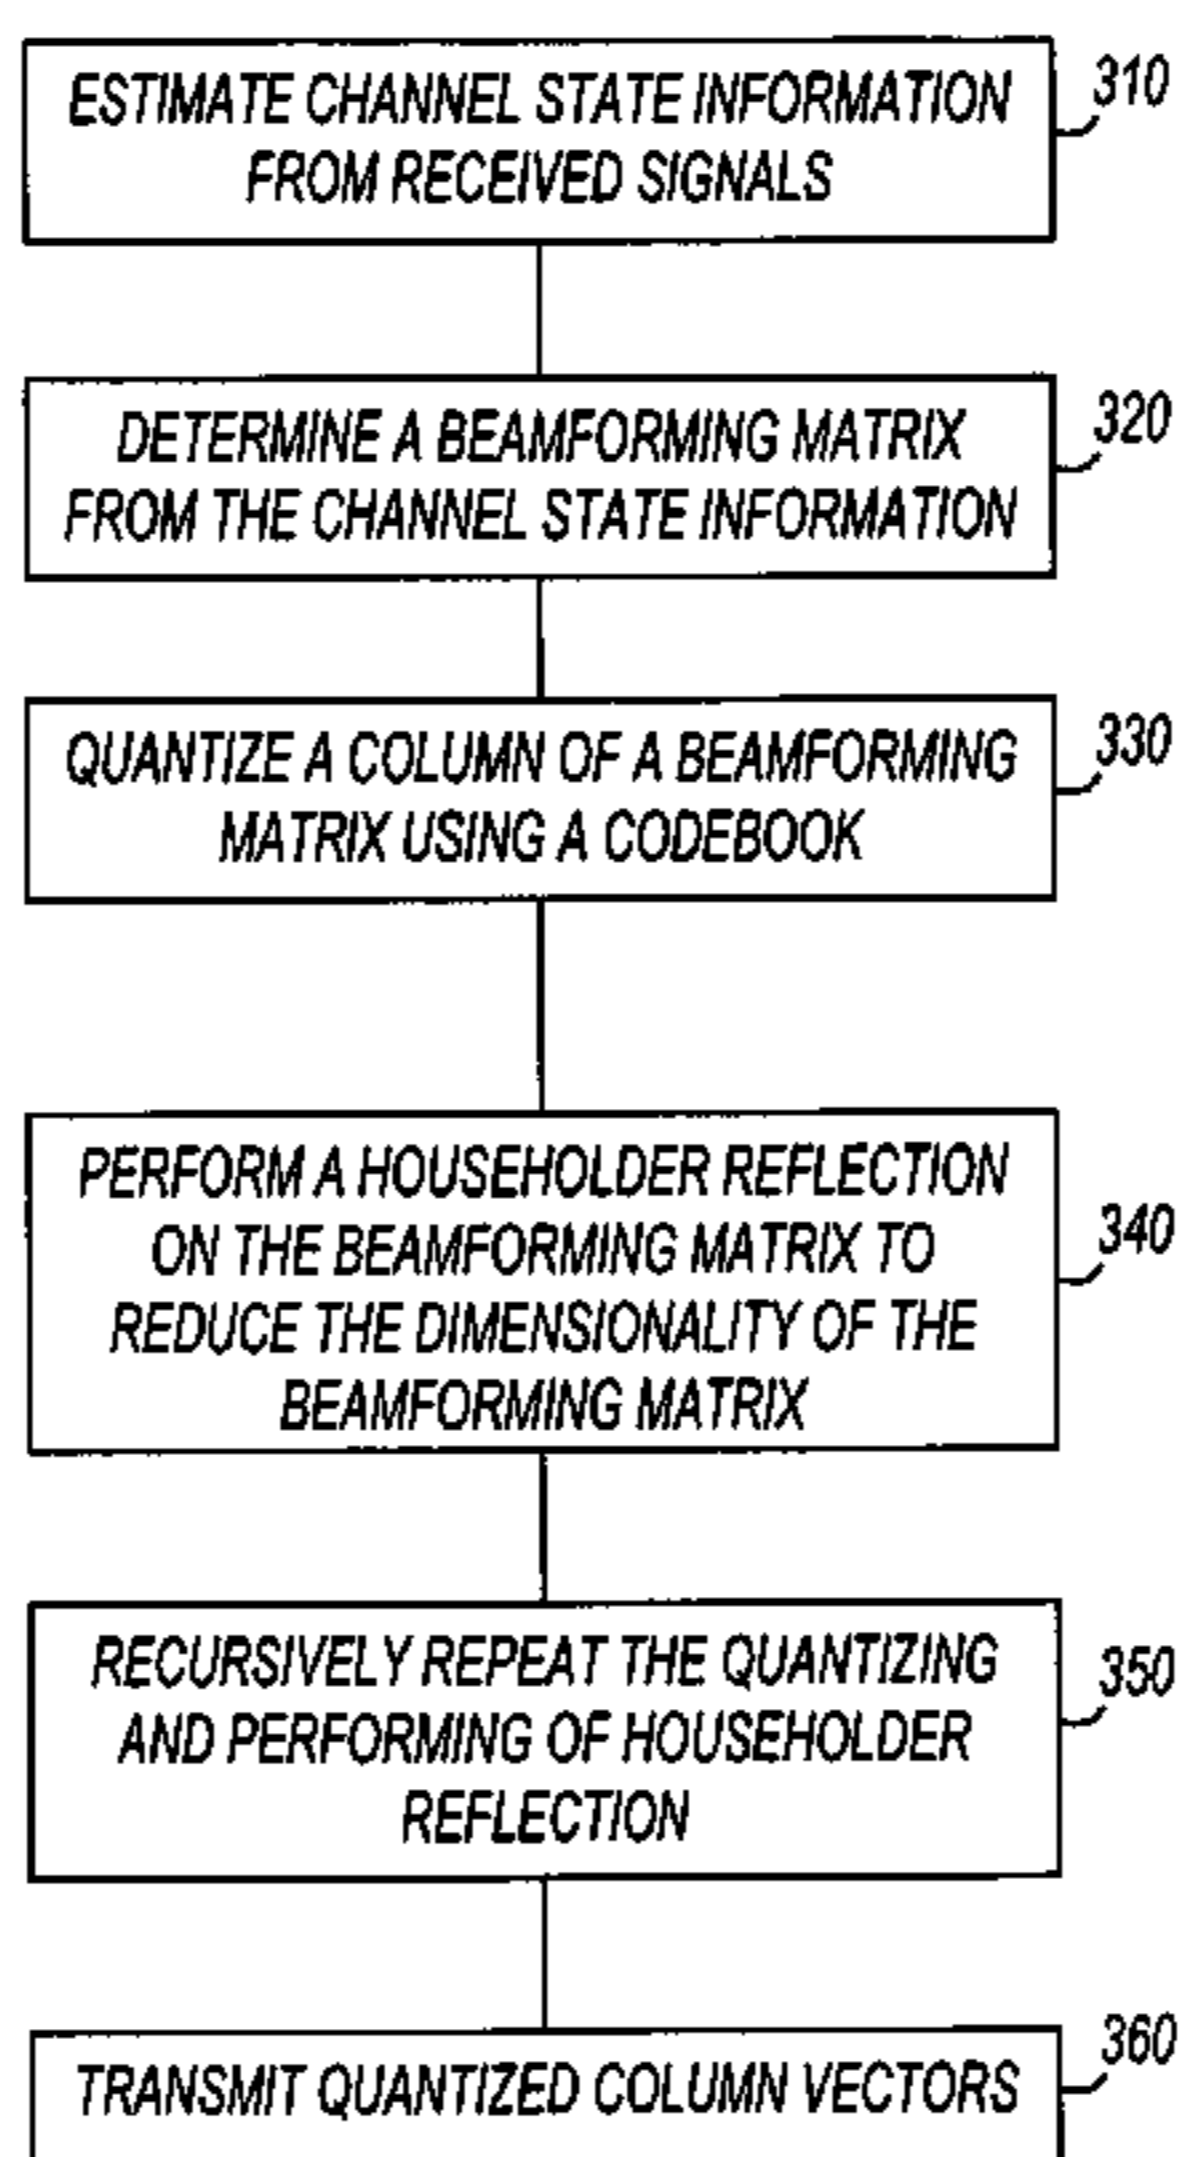 ESTIMATE CHANNEL STATE INFORMATION
FROM RECEIVED SIGNALS
310
DETERMINE A BEAMFORMING MATRIX
FROM THE CHANNEL STATE INFORMATION
320
QUANTIZE A COLUMN OF A BEAMFORMING
MATRIX USING A CODEBOOK
330
PERFORM A HOUSEHOLDER REFLECTION
ON THE BEAMFORMING MATRIX TO
REDUCE THE DIMENSIONALITY OF THE
BEAMFORMING MATRIX
340
RECURSIVELY REPEAT THE QUANTIZING
AND PERFORMING OF HOUSEHOLDER
REFLECTION
350
TRANSMIT QUANTIZED COLUMN VECTORS
360